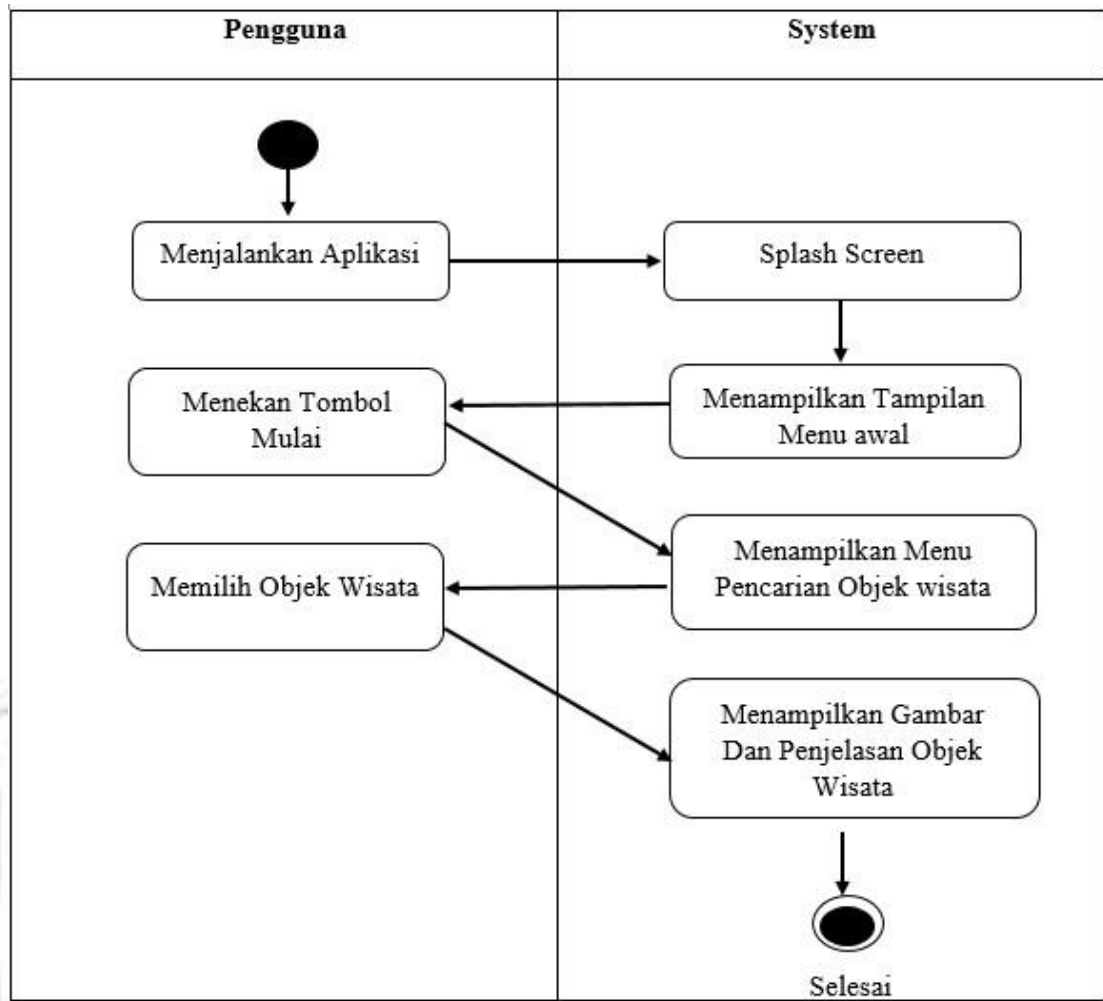 Pengguna
System
Menjalankan Aplikasi
Splash Screen
Menekan Tombol
Mulai
Menampilkan Tampilan
Menu awal
Memilih Objek Wisata
Menampilkan Menu
Pencarian Objek wisata
Menampilkan Gambar
Dan Penjelasan Objek
Wisata
Selesai